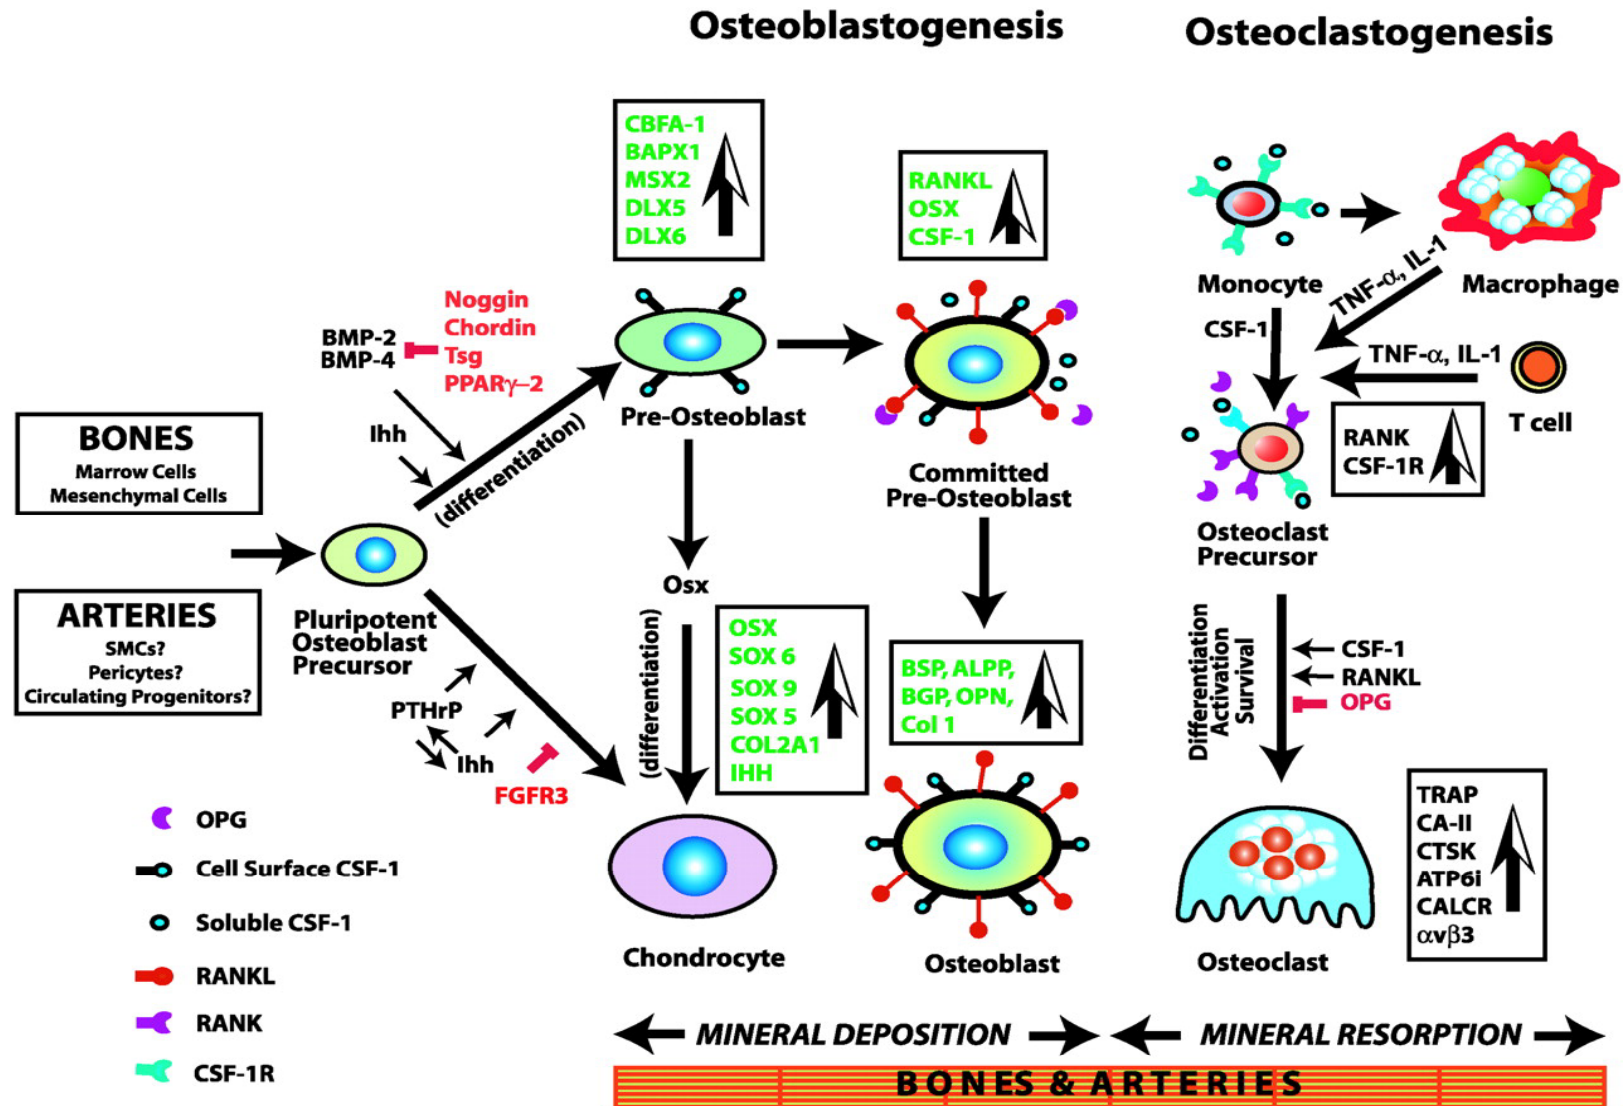 Osteoblastogenesis
Osteoclastogenesis
CBFA-1
BAPX1
MSX2
DLX5
DLX6
RANKL
OSX
CSF-1
Monocyte
Macrophage
TNF-α, IL-1
CSF-1
TNF-α, IL-1
T cell
RANK
CSF-1R
Osteoclast
Precursor
Noggin
Chordin
Tsg
PPARγ–2
BMP-2
BMP-4
Ihh
(differentiation)
Pre-Osteoblast
Committed
Pre-Osteoblast
BONES
Marrow Cells
Mesenchymal Cells
ARTERIES
SMCs?
Pericytes?
Circulating Progenitors?
Pluripotent
Osteoblast
Precursor
PTHrP
Ihh
FGFR3
Osx
(differentiation)
OSX
SOX 6
SOX 9
SOX 5
COL2A1
IHH
BSP, ALPP,
BGP, OPN,
Col 1
Differentiation
Activation
Survival
CSF-1
RANKL
OPG
TRAP
CA-II
CTSK
ATP6i
CALCR
αvβ3
Chondrocyte
Osteoblast
Osteoclast
OPG
Cell Surface CSF-1
Soluble CSF-1
RANKL
RANK
CSF-1R
MINERAL DEPOSITION
MINERAL RESORPTION
BONES & ARTERIES